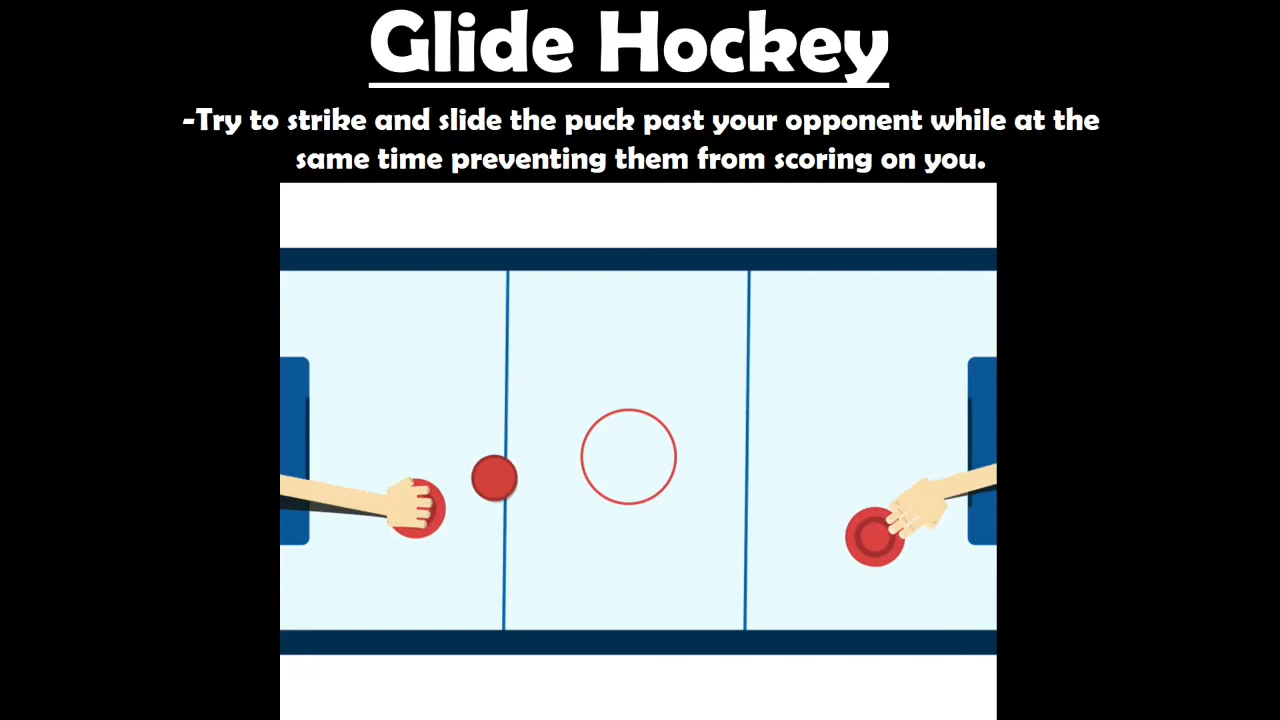 Glide Hockey
-Try to strike and slide the puck past your opponent while at the
same time preventing them from scoring on you.